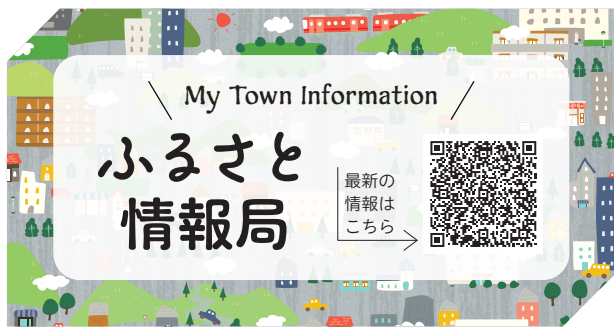 My Town Information
ふるさと
情報局
最新の
情報は
こちら